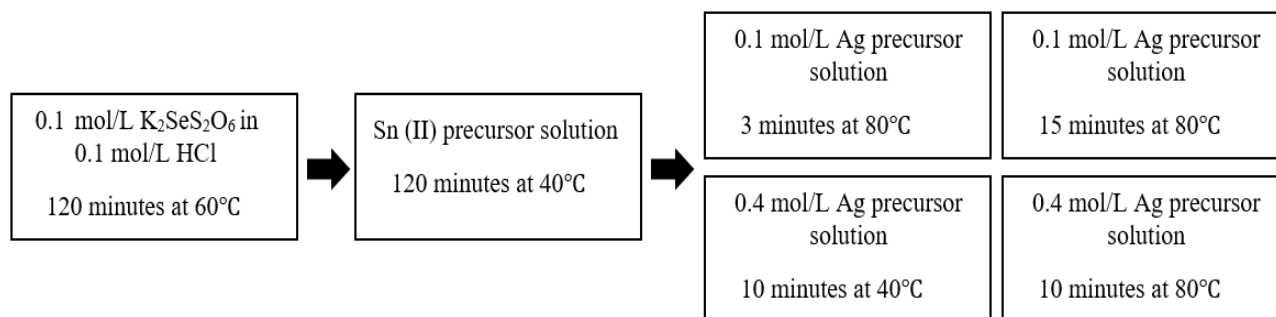 0.1 mol/L K₂SeS₂O₆ in
0.1 mol/L HCl
120 minutes at 60°C
Sn (II) precursor solution
120 minutes at 40°C
0.1 mol/L Ag precursor
solution
3 minutes at 80°C
0.1 mol/L Ag precursor
solution
15 minutes at 80°C
0.4 mol/L Ag precursor
solution
10 minutes at 40°C
0.4 mol/L Ag precursor
solution
10 minutes at 80°C